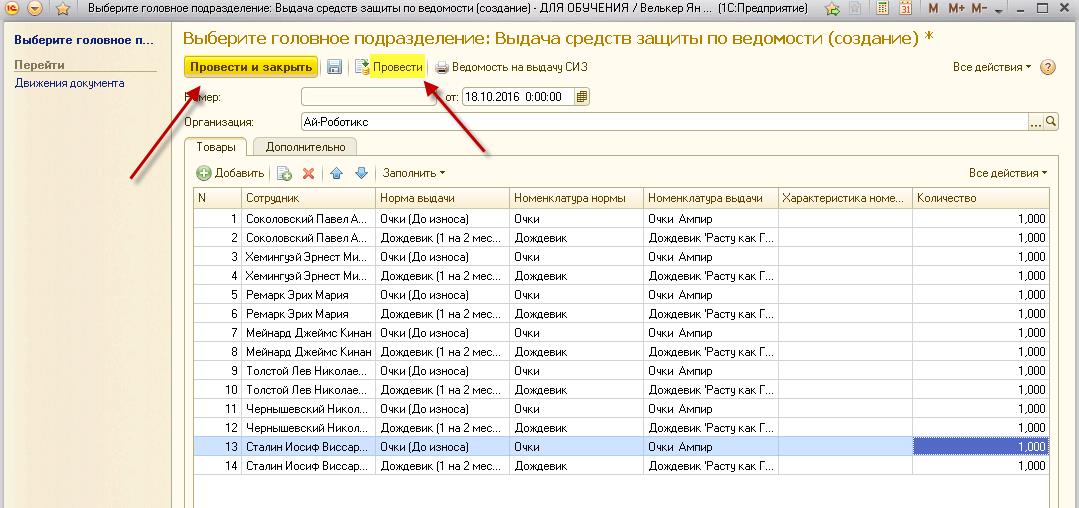 Выберите головное подразделение: Выдача средств защиты по ведомости (создание) - ДЛЯ ОБУЧЕНИЯ / Велькер Ян ... (1С:Предприятие) M M+ M-
Выберите головное п...
Перейти
Движения документа
Выберите головное подразделение: Выдача средств защиты по ведомости (создание) *
Провести и закрыть Провести Ведомость на выдачу СИЗ Все действия
Номер: от: 18.10.2016 0:00:00
Организация: Ай-Роботикс ...
Товары Дополнительно
Добавить Заполнить Все действия
N Сотрудник Норма выдачи Номенклатура нормы Номенклатура выдачи Характеристика номе... Количество
1 Соколовский Павел А... Очки (До износа) Очки Очки Ампир 1,000
2 Соколовский Павел А... Дождевик (1 на 2 мес... Дождевик Дождевик 'Расту как Г... 1,000
3 Хемингуэй Эрнест Ми... Очки (До износа) Очки Очки Ампир 1,000
4 Хемингуэй Эрнест Ми... Дождевик (1 на 2 мес... Дождевик Дождевик 'Расту как Г... 1,000
5 Ремарк Эрих Мария Очки (До износа) Очки Очки Ампир 1,000
6 Ремарк Эрих Мария Дождевик (1 на 2 мес... Дождевик Дождевик 'Расту как Г... 1,000
7 Мейнард Джеймс Кинан Очки (До износа) Очки Очки Ампир 1,000
8 Мейнард Джеймс Кинан Дождевик (1 на 2 мес... Дождевик Дождевик 'Расту как Г... 1,000
9 Толстой Лев Николае... Очки (До износа) Очки Очки Ампир 1,000
10 Толстой Лев Николае... Дождевик (1 на 2 мес... Дождевик Дождевик 'Расту как Г... 1,000
11 Чернышевский Никол... Очки (До износа) Очки Очки Ампир 1,000
12 Чернышевский Никол... Дождевик (1 на 2 мес... Дождевик Дождевик 'Расту как Г... 1,000
13 Сталин Иосиф Виссар... Очки (До износа) Очки Очки Ампир 1,000
14 Сталин Иосиф Виссар... Дождевик (1 на 2 мес... Дождевик Дождевик 'Расту как Г... 1,000